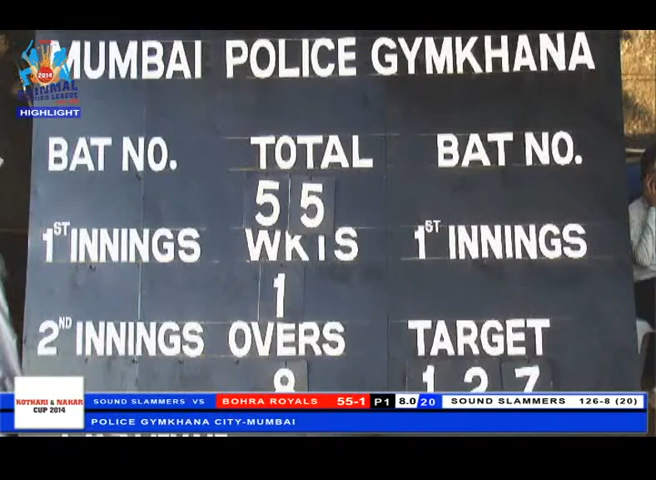 MUMBAI POLICE GYMKHANA
2014
HIGHLIGHT
BAT NO. TOTAL BAT NO.
55
1ST INNINGS WKTS 1ST INNINGS
1
2ND INNINGS OVERS TARGET
8 127
KOTHARI & NAHAR
CUP 2014
SOUND SLAMMERS VS BOHRA ROYALS 55-1 P1 8.0 20 SOUND SLAMMERS 126-8 (20)
POLICE GYMKHANA CITY-MUMBAI